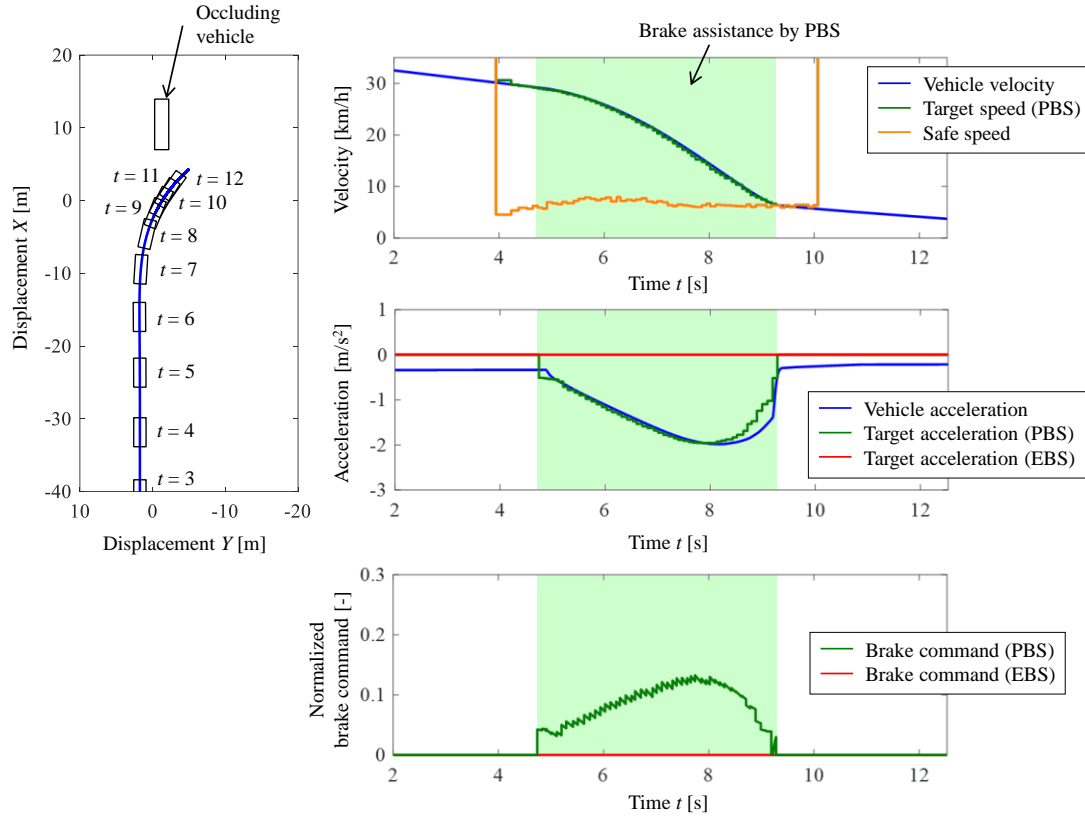 Occluding
vehicle
20
10
0
-10
-20
-30
-40
Displacement X [m]
t = 11
t = 12
t = 9
t = 10
t = 8
t = 7
t = 6
t = 5
t = 4
t = 3
10
0
-10
-20
Displacement Y [m]
Brake assistance by PBS
30
20
10
0
Velocity [km/h]
Vehicle velocity
Target speed (PBS)
Safe speed
2
4
6
8
10
12
Time t [s]
1
0
-1
-2
-3
Acceleration [m/s²]
Vehicle acceleration
Target acceleration (PBS)
Target acceleration (EBS)
2
4
6
8
10
12
Time t [s]
0.3
0.2
0.1
0
Normalized
brake command [-]
Brake command (PBS)
Brake command (EBS)
2
4
6
8
10
12
Time t [s]